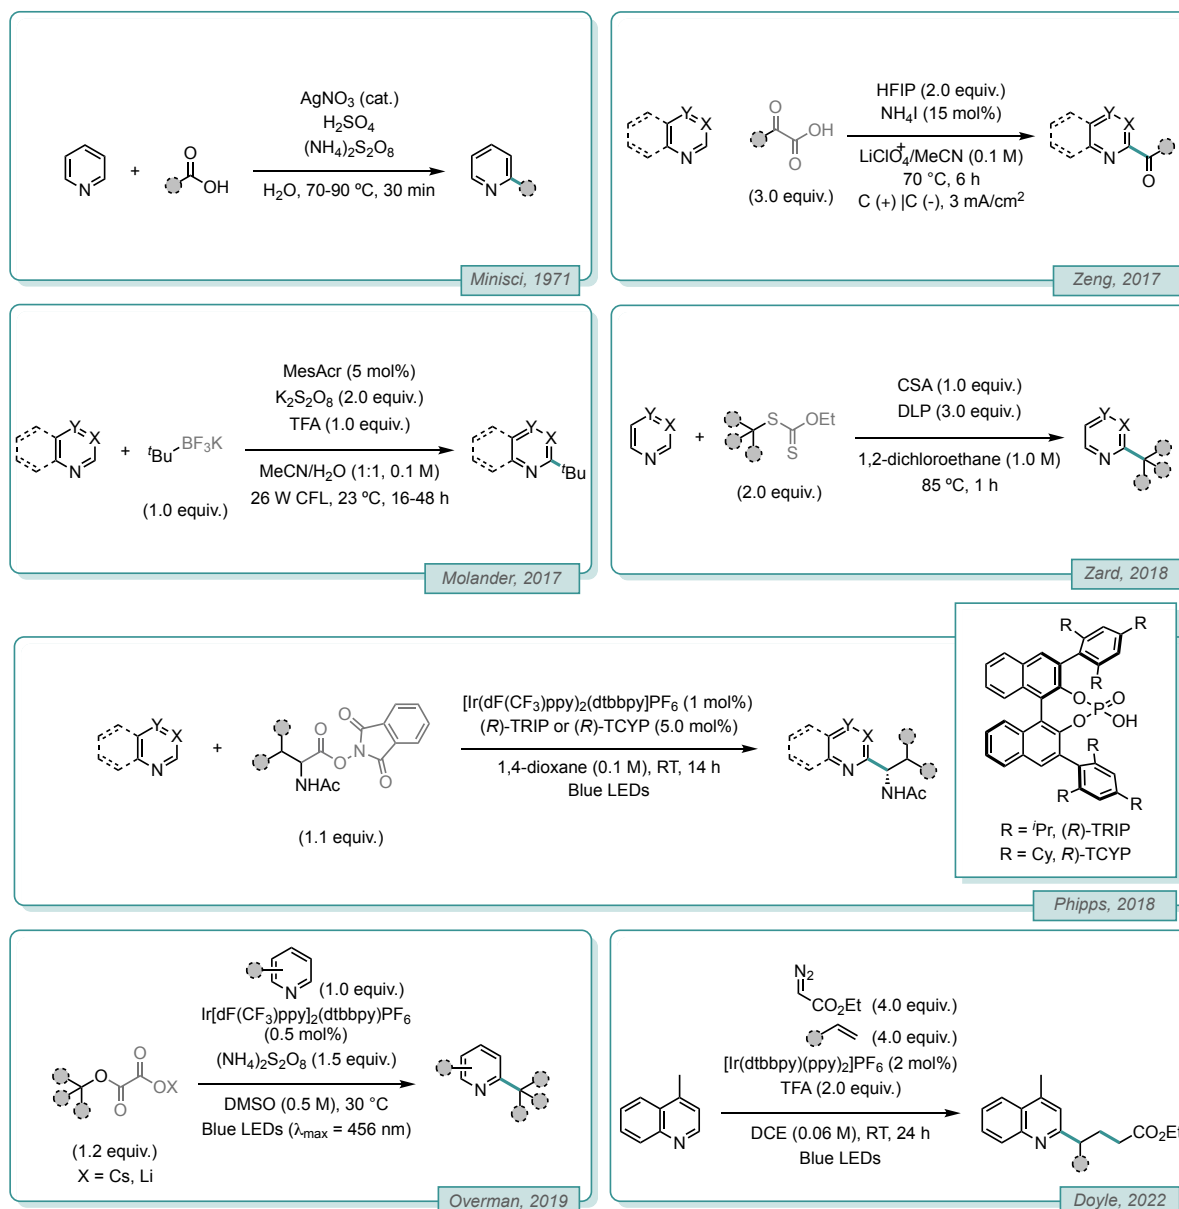 AgNO3 (cat.)
H2SO4
(NH4)2S2O8
N
+
O
OH
H2O, 70-90 ºC, 30 min
N
Minisci, 1971
Y
X
N
O
OH
O
(3.0 equiv.)
HFIP (2.0 equiv.)
NH4I (15 mol%)
+
LiClO4/MeCN (0.1 M)
70 °C, 6 h
C (+) |C (-), 3 mA/cm2
Y
X
N
O
Zeng, 2017
Y
X
N
+
tBu
BF3K
(1.0 equiv.)
MesAcr (5 mol%)
K2S2O8 (2.0 equiv.)
TFA (1.0 equiv.)
MeCN/H2O (1:1, 0.1 M)
26 W CFL, 23 ºC, 16-48 h
Y
X
N
tBu
Molander, 2017
Y
X
N
+
S
OEt
S
(2.0 equiv.)
CSA (1.0 equiv.)
DLP (3.0 equiv.)
1,2-dichloroethane (1.0 M)
85 ºC, 1 h
Y
X
N
Zard, 2018
Y
X
N
+
O
O
O
N
O
NHAc
(1.1 equiv.)
[Ir(dF(CF3)ppy)2(dtbbpy]PF6 (1 mol%)
(R)-TRIP or (R)-TCYP (5.0 mol%)
1,4-dioxane (0.1 M), RT, 14 h
Blue LEDs
Y
X
N
NHAc
R
R
R
O
O
P
O
OH
R
R
R
R = iPr, (R)-TRIP
R = Cy, R)-TCYP
Phipps, 2018
N
(1.0 equiv.)
Ir[dF(CF3)ppy]2(dtbbpy)PF6
(0.5 mol%)
(NH4)2S2O8 (1.5 equiv.)
O
O
OX
O
(1.2 equiv.)
X = Cs, Li
DMSO (0.5 M), 30 °C
Blue LEDs (λmax = 456 nm)
N
Overman, 2019
N2
CO2Et
(4.0 equiv.)
(4.0 equiv.)
[Ir(dtbbpy)(ppy)2]PF6 (2 mol%)
TFA (2.0 equiv.)
N
DCE (0.06 M), RT, 24 h
Blue LEDs
N
CO2Et
Doyle, 2022